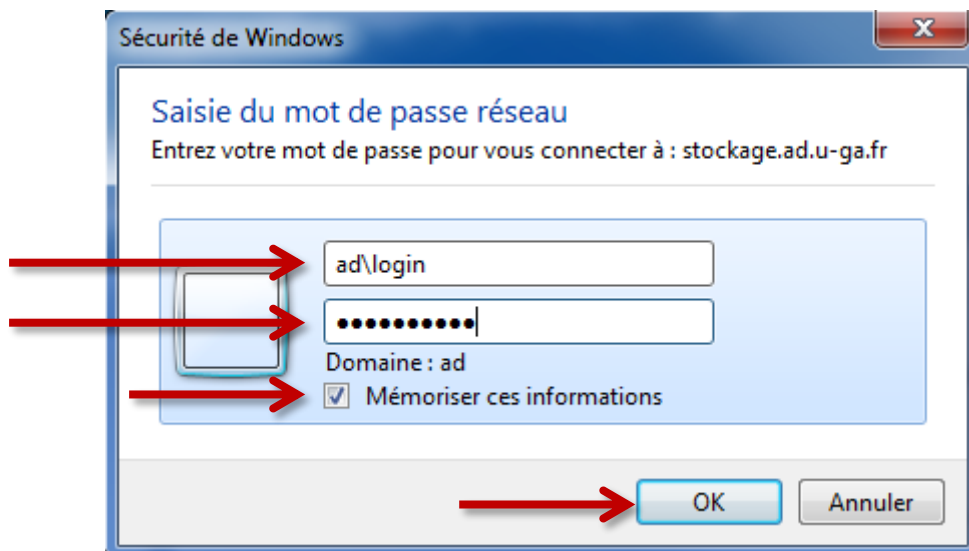 Sécurité de Windows
Saisie du mot de passe réseau
Entrez votre mot de passe pour vous connecter à : stockage.ad.u-ga.fr
ad\login
••••••••••
Domaine : ad
Mémoriser ces informations
OK Annuler